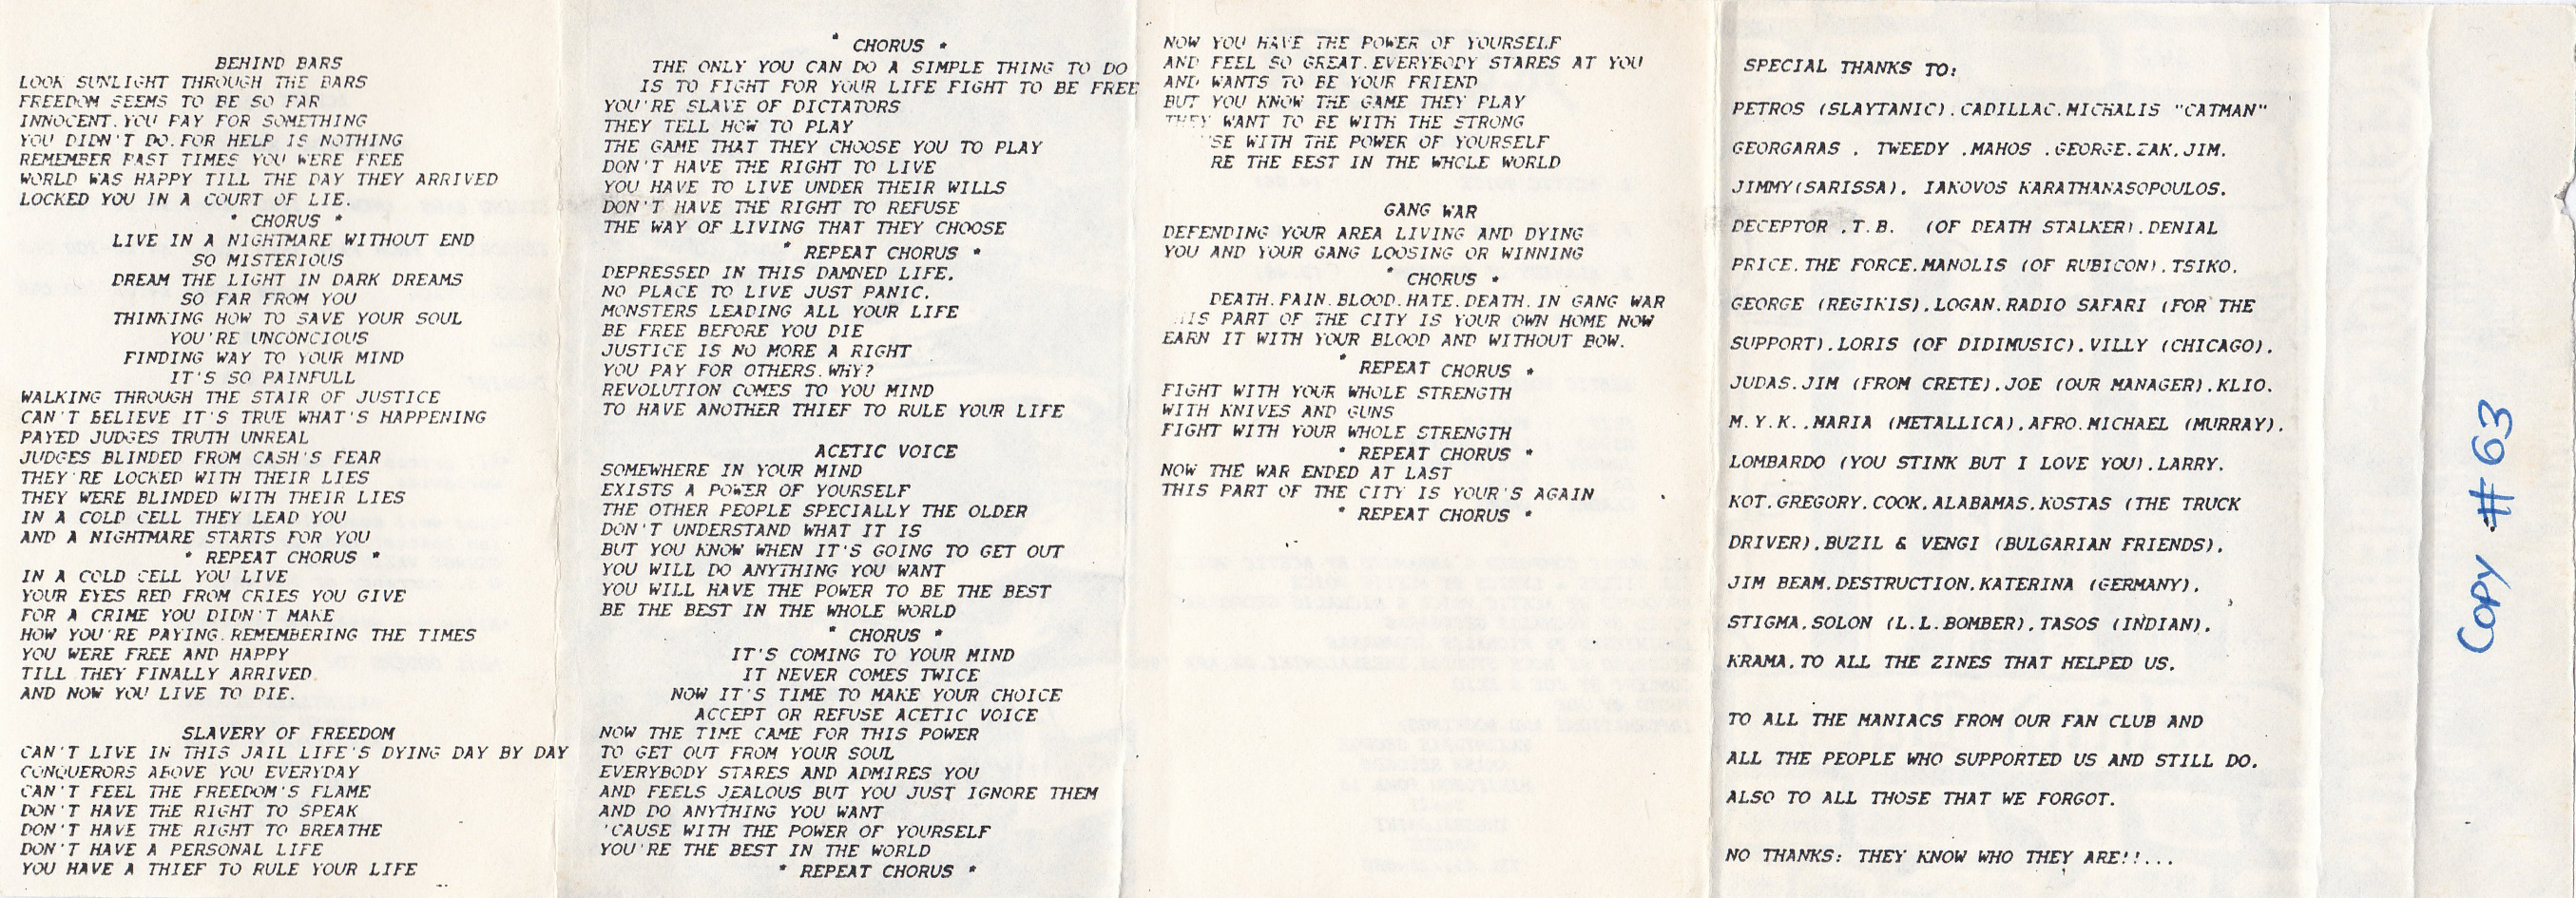 BEHIND BARS
LOOK SUNLIGHT THROUGH THE BARS
FREEDOM SEEMS TO BE SO FAR
INNOCENT.YOU PAY FOR SOMETHING
YOU DIDN'T DO.FOR HELP IS NOTHING
REMEMBER PAST TIMES YOU WERE FREE
WORLD WAS HAPPY TILL THE DAY THEY ARRIVED
LOCKED YOU IN A COURT OF LIE.
* CHORUS *
LIVE IN A NIGHTMARE WITHOUT END
SO MISTERIOUS
DREAM THE LIGHT IN DARK DREAMS
SO FAR FROM YOU
THINKING HOW TO SAVE YOUR SOUL
YOU'RE UNCONCIOUS
FINDING WAY TO YOUR MIND
IT'S SO PAINFULL
WALKING THROUGH THE STAIR OF JUSTICE
CAN'T BELIEVE IT'S TRUE WHAT'S HAPPENING
PAYED JUDGES TRUTH UNREAL
JUDGES BLINDED FROM CASH'S FEAR
THEY'RE LOCKED WITH THEIR LIES
THEY WERE BLINDED WITH THEIR LIES
IN A COLD CELL THEY LEAD YOU
AND A NIGHTMARE STARTS FOR YOU
* REPEAT CHORUS *
IN A COLD CELL YOU LIVE
YOUR EYES RED FROM CRIES YOU GIVE
FOR A CRIME YOU DIDN'T MAKE
HOW YOU'RE PAYING.REMEMBERING THE TIMES
YOU WERE FREE AND HAPPY
TILL THEY FINALLY ARRIVED
AND NOW YOU LIVE TO DIE.
SLAVERY OF FREEDOM
CAN'T LIVE IN THIS JAIL LIFE'S DYING DAY BY DAY
CONQUERORS ABOVE YOU EVERYDAY
CAN'T FEEL THE FREEDOM'S FLAME
DON'T HAVE THE RIGHT TO SPEAK
DON'T HAVE THE RIGHT TO BREATHE
DON'T HAVE A PERSONAL LIFE
YOU HAVE A THIEF TO RULE YOUR LIFE
* CHORUS *
THE ONLY YOU CAN DO A SIMPLE THING TO DO
IS TO FIGHT FOR YOUR LIFE FIGHT TO BE FREE
YOU'RE SLAVE OF DICTATORS
THEY TELL HOW TO PLAY
THE GAME THAT THEY CHOOSE YOU TO PLAY
DON'T HAVE THE RIGHT TO LIVE
YOU HAVE TO LIVE UNDER THEIR WILLS
DON'T HAVE THE RIGHT TO REFUSE
THE WAY OF LIVING THAT THEY CHOOSE
* REPEAT CHORUS *
DEPRESSED IN THIS DAMNED LIFE.
NO PLACE TO LIVE JUST PANIC.
MONSTERS LEADING ALL YOUR LIFE
BE FREE BEFORE YOU DIE
JUSTICE IS NO MORE A RIGHT
YOU PAY FOR OTHERS.WHY?
REVOLUTION COMES TO YOU MIND
TO HAVE ANOTHER THIEF TO RULE YOUR LIFE
ACETIC VOICE
SOMEWHERE IN YOUR MIND
EXISTS A POWER OF YOURSELF
THE OTHER PEOPLE SPECIALLY THE OLDER
DON'T UNDERSTAND WHAT IT IS
BUT YOU KNOW WHEN IT'S GOING TO GET OUT
YOU WILL DO ANYTHING YOU WANT
YOU WILL HAVE THE POWER TO BE THE BEST
BE THE BEST IN THE WHOLE WORLD
* CHORUS *
IT'S COMING TO YOUR MIND
IT NEVER COMES TWICE
NOW IT'S TIME TO MAKE YOUR CHOICE
ACCEPT OR REFUSE ACETIC VOICE
NOW THE TIME CAME FOR THIS POWER
TO GET OUT FROM YOUR SOUL
EVERYBODY STARES AND ADMIRES YOU
AND FEELS JEALOUS BUT YOU JUST IGNORE THEM
AND DO ANYTHING YOU WANT
'CAUSE WITH THE POWER OF YOURSELF
YOU'RE THE BEST IN THE WORLD
* REPEAT CHORUS *
NOW YOU HAVE THE POWER OF YOURSELF
AND FEEL SO GREAT.EVERYBODY STARES AT YOU
AND WANTS TO BE YOUR FRIEND
BUT YOU KNOW THE GAME THEY PLAY
THEY WANT TO BE WITH THE STRONG
'SE WITH THE POWER OF YOURSELF
RE THE BEST IN THE WHOLE WORLD
GANG WAR
DEFENDING YOUR AREA LIVING AND DYING
YOU AND YOUR GANG LOOSING OR WINNING
* CHORUS *
DEATH.PAIN.BLOOD.HATE.DEATH.IN GANG WAR
IS PART OF THE CITY IS YOUR OWN HOME NOW
EARN IT WITH YOUR BLOOD AND WITHOUT BOW.
* REPEAT CHORUS *
FIGHT WITH YOUR WHOLE STRENGTH
WITH KNIVES AND GUNS
FIGHT WITH YOUR WHOLE STRENGTH
* REPEAT CHORUS *
NOW THE WAR ENDED AT LAST
THIS PART OF THE CITY IS YOUR'S AGAIN
* REPEAT CHORUS *
SPECIAL THANKS TO:
PETROS (SLAYTANIC).CADILLAC.MICHALIS "CATMAN"
GEORGARAS . TWEEDY .MAHOS .GEORGE.ZAK.JIM.
JIMMY(SARISSA). IAKOVOS KARATHANASOPOULOS.
DECEPTOR .T.B. (OF DEATH STALKER).DENIAL
PRICE.THE FORCE.MANOLIS (OF RUBICON).TSIKO.
GEORGE (REGIKIS).LOGAN.RADIO SAFARI (FOR THE
SUPPORT).LORIS (OF DIDIMUSIC).VILLY (CHICAGO).
JUDAS.JIM (FROM CRETE).JOE (OUR MANAGER).KLIO.
M.Y.K..MARIA (METALLICA).AFRO.MICHAEL (MURRAY).
LOMBARDO (YOU STINK BUT I LOVE YOU).LARRY.
KOT.GREGORY.COOK.ALABAMAS.KOSTAS (THE TRUCK
DRIVER).BUZIL & VENGI (BULGARIAN FRIENDS).
JIM BEAM.DESTRUCTION.KATERINA (GERMANY).
STIGMA.SOLON (L.L.BOMBER).TASOS (INDIAN).
KRAMA.TO ALL THE ZINES THAT HELPED US.
TO ALL THE MANIACS FROM OUR FAN CLUB AND
ALL THE PEOPLE WHO SUPPORTED US AND STILL DO.
ALSO TO ALL THOSE THAT WE FORGOT.
NO THANKS: THEY KNOW WHO THEY ARE!!...
COPY #63